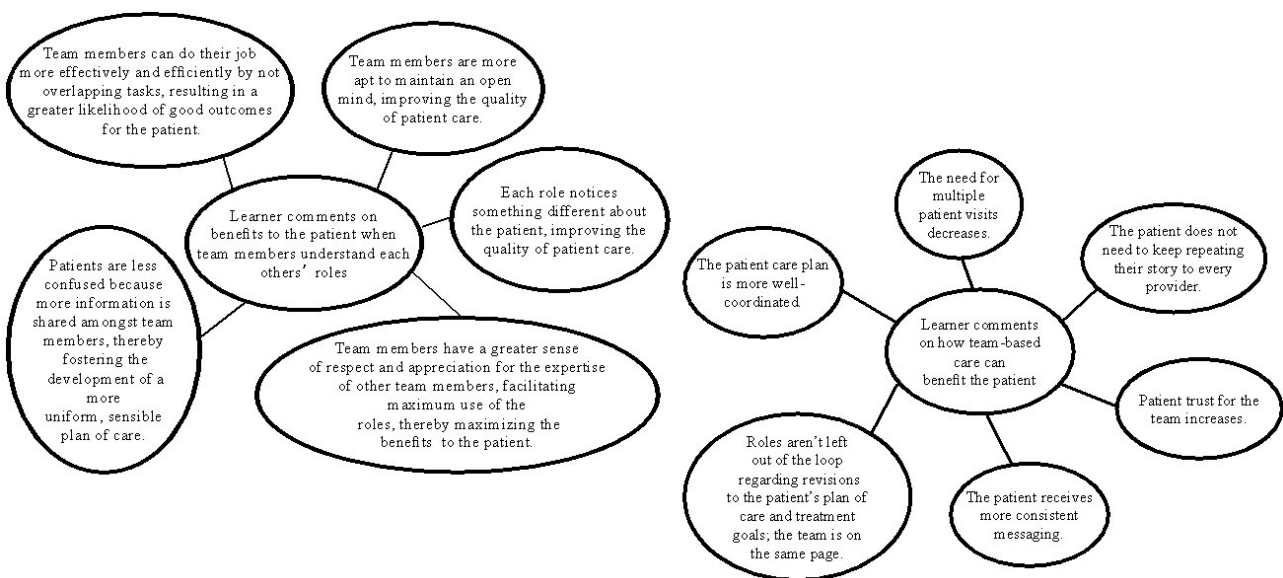 Team members can do their job
more effectively and efficiently by not
overlapping tasks, resulting in a
greater likelihood of good outcomes
for the patient.
Team members are more
apt to maintain an open
mind, improving the quality
of patient care.
Each role notices
something different about
the patient, improving the
quality of patient care.
Learner comments on
benefits to the patient when
team members understand each
others’ roles
Patients are less
confused because
more information is
shared amongst team
members, thereby
fostering the
development of a
more
uniform, sensible
plan of care.
Team members have a greater sense
of respect and appreciation for the expertise
of other team members, facilitating
maximum use of the
roles, thereby maximizing the
benefits to the patient.
The need for
multiple
patient visits
decreases.
The patient does not
need to keep repeating
their story to every
provider.
The patient care plan
is more well-
coordinated
Learner comments
on how team-based
care can
benefit the patient
Patient trust for the
team increases.
Roles aren’t left
out of the loop
regarding revisions
to the patient’s plan of
care and treatment
goals; the team is on
the same page.
The patient receives
more consistent
messaging.